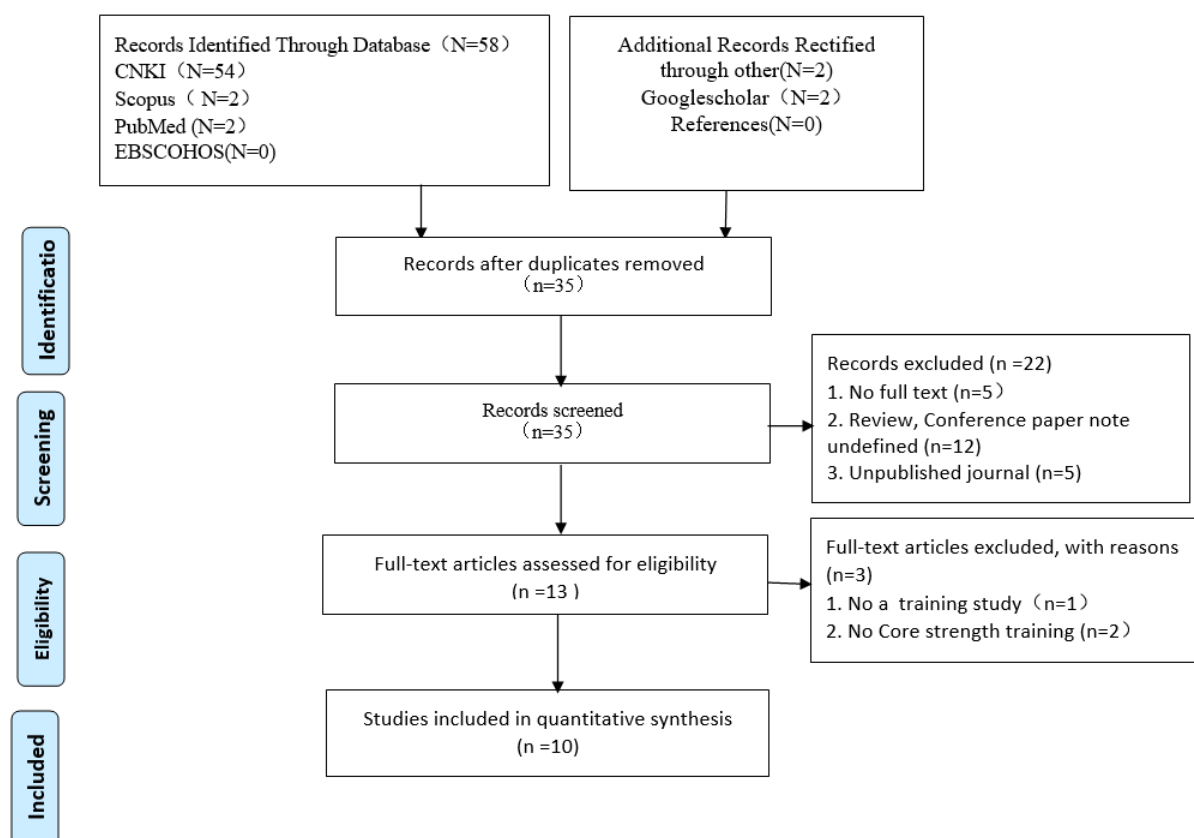 Records Identified Through Database（N=58）
CNKI（N=54）
Scopus（ N=2）
PubMed (N=2）
EBSCOHOS(N=0)
Additional Records Rectified
through other(N=2)
Googlescholar（N=2）
References(N=0)
Identificatio
Records after duplicates removed
（n=35）
Screening
Records screened
（n=35）
Records excluded (n =22)
1. No full text (n=5）
2. Review, Conference paper note
undefined (n=12)
3. Unpublished journal (n=5)
Eligibility
Full-text articles assessed for eligibility
(n =13 )
Full-text articles excluded, with reasons
(n=3)
1. No a training study（n=1）
2. No Core strength training (n=2）
Included
Studies included in quantitative synthesis
(n =10)